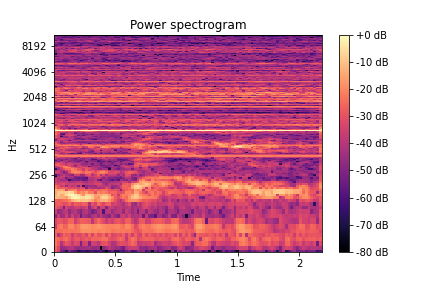 Power spectrogram
8192
4096
2048
1024
512
256
128
64
0
Hz
0
0.5
1
1.5
2
Time
+0 dB
-10 dB
-20 dB
-30 dB
-40 dB
-50 dB
-60 dB
-70 dB
-80 dB